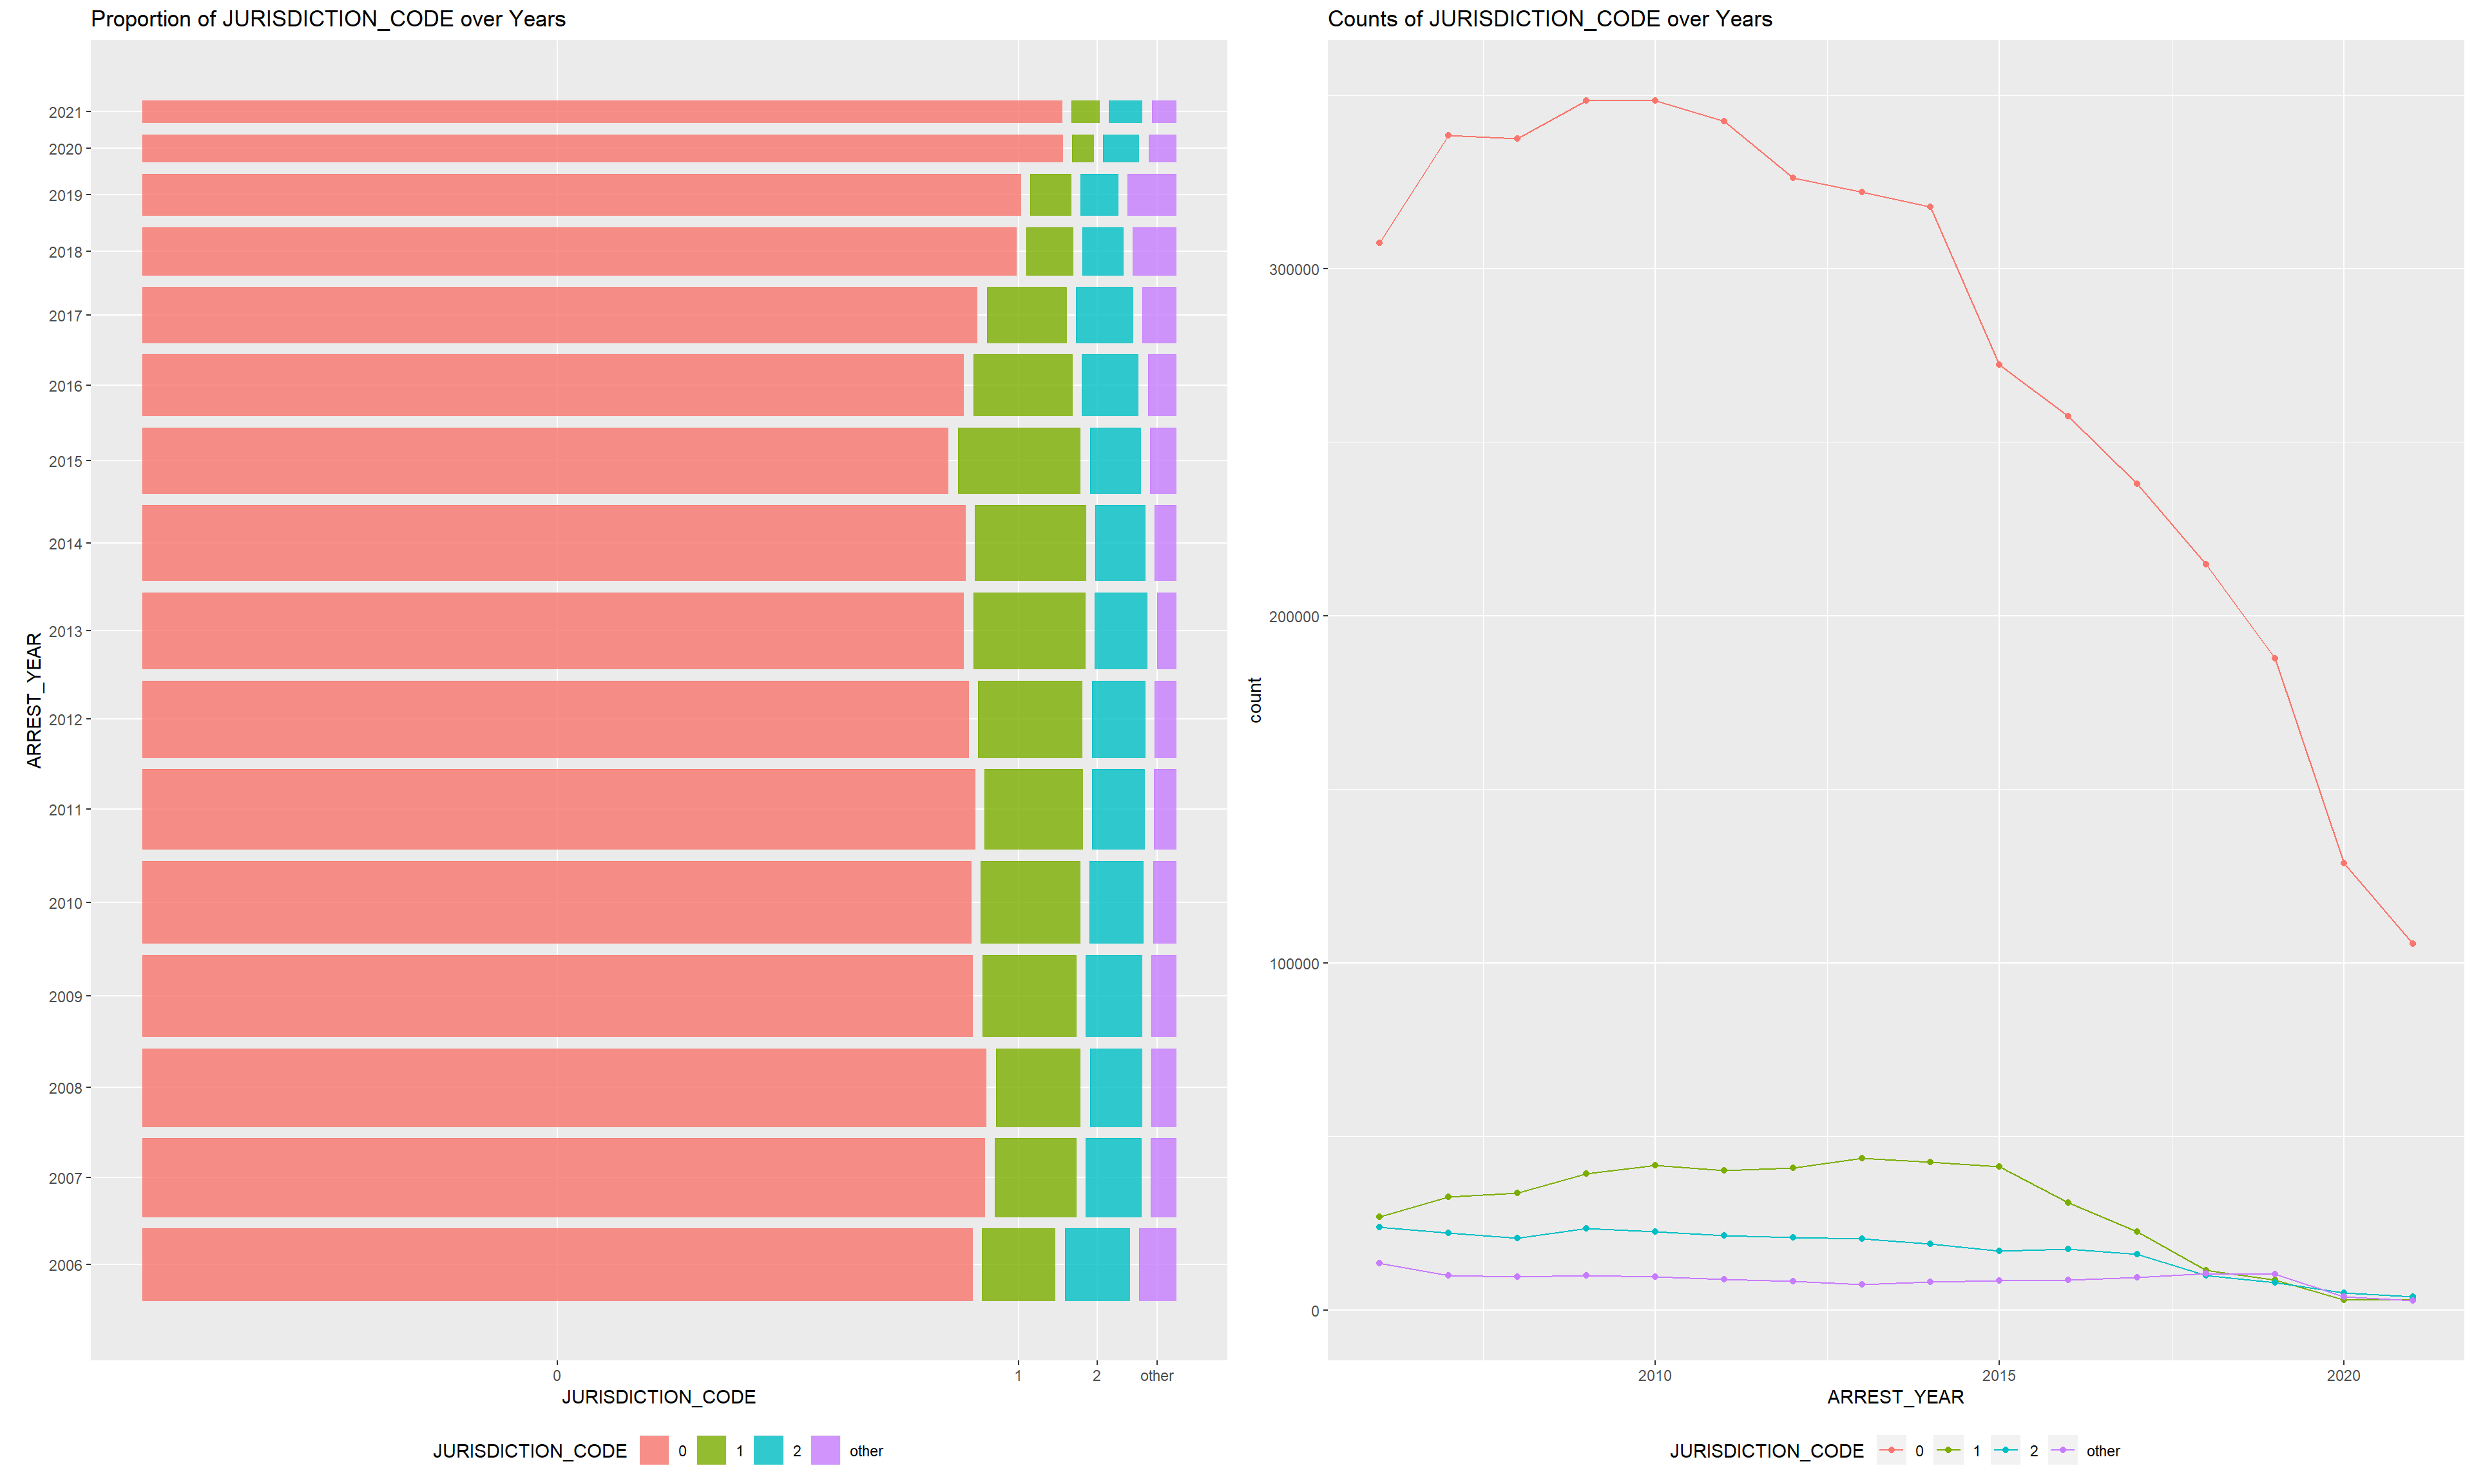 Proportion of JURISDICTION_CODE over Years
ARREST_YEAR
2021
2020
2019
2018
2017
2016
2015
2014
2013
2012
2011
2010
2009
2008
2007
2006
0 1 2 other
JURISDICTION_CODE
JURISDICTION_CODE 0 1 2 other
Counts of JURISDICTION_CODE over Years
count
300000
200000
100000
0
2010 2015 2020
ARREST_YEAR
JURISDICTION_CODE 0 1 2 other